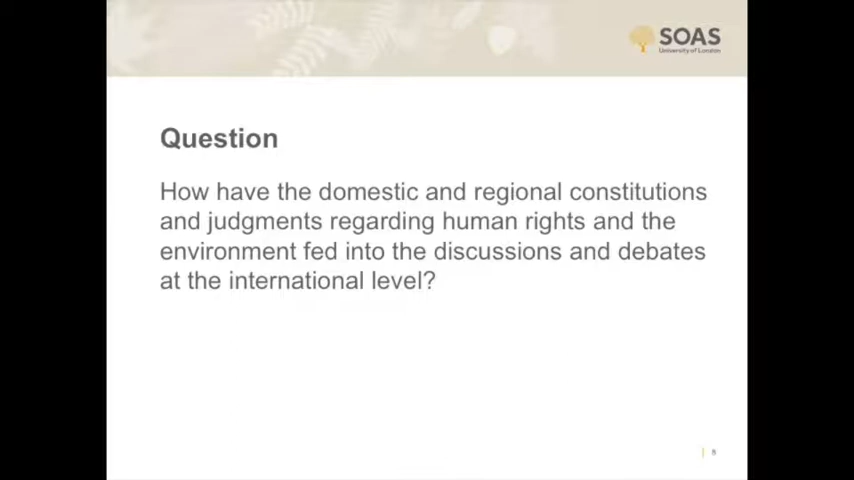 SOAS
University of London
Question
How have the domestic and regional constitutions
and judgments regarding human rights and the
environment fed into the discussions and debates
at the international level?